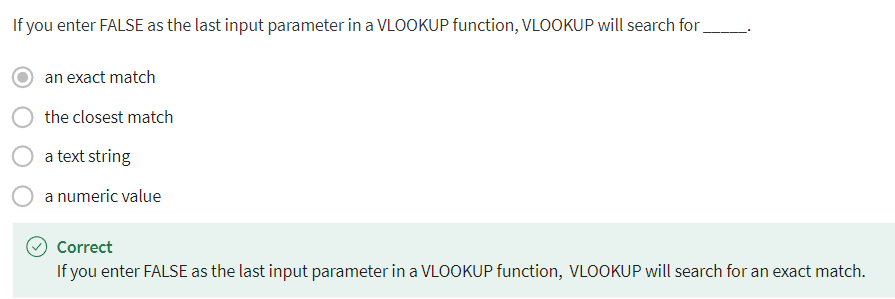 If you enter FALSE as the last input parameter in a VLOOKUP function, VLOOKUP will search for _____.
an exact match
the closest match
a text string
a numeric value
Correct
If you enter FALSE as the last input parameter in a VLOOKUP function,  VLOOKUP will search for an exact match.